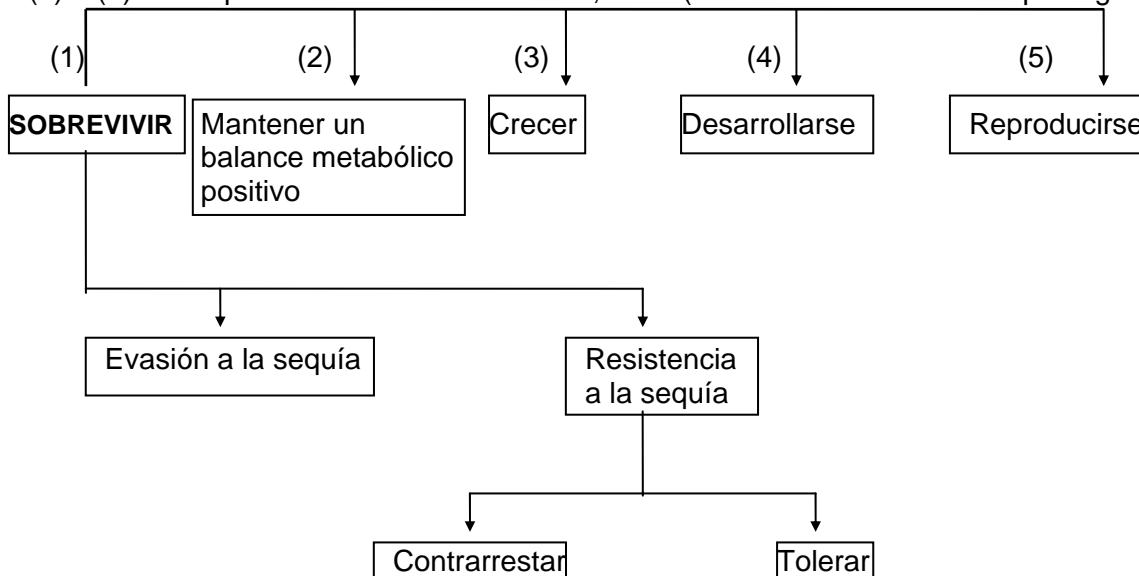 (1) (2) (3) (4) (5)
SOBREVIVIR
Mantener un
balance metabólico
positivo
Crecer
Desarrollarse
Reproducirse
Evasión a la sequía
Resistencia
a la sequía
Contrarrestar
Tolerar